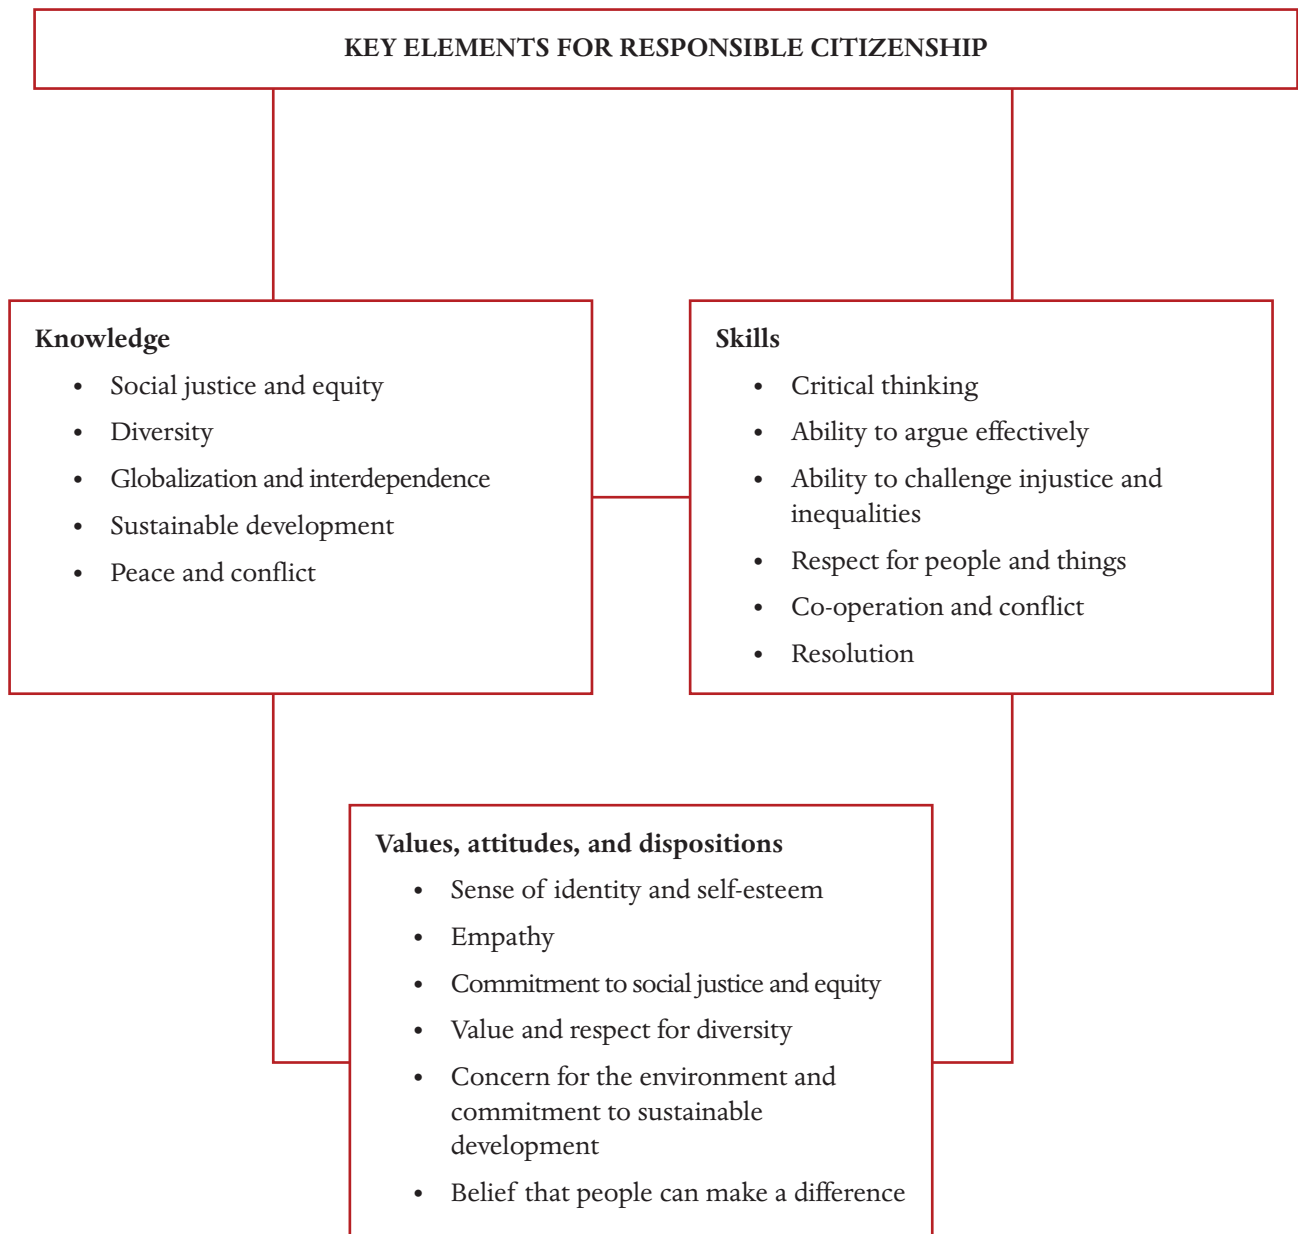 KEY ELEMENTS FOR RESPONSIBLE CITIZENSHIP
Knowledge
• Social justice and equity
• Diversity
• Globalization and interdependence
• Sustainable development
• Peace and conflict
Skills
• Critical thinking
• Ability to argue effectively
• Ability to challenge injustice and
inequalities
• Respect for people and things
• Co-operation and conflict
• Resolution
Values, attitudes, and dispositions
• Sense of identity and self-esteem
• Empathy
• Commitment to social justice and equity
• Value and respect for diversity
• Concern for the environment and
commitment to sustainable
development
• Belief that people can make a difference